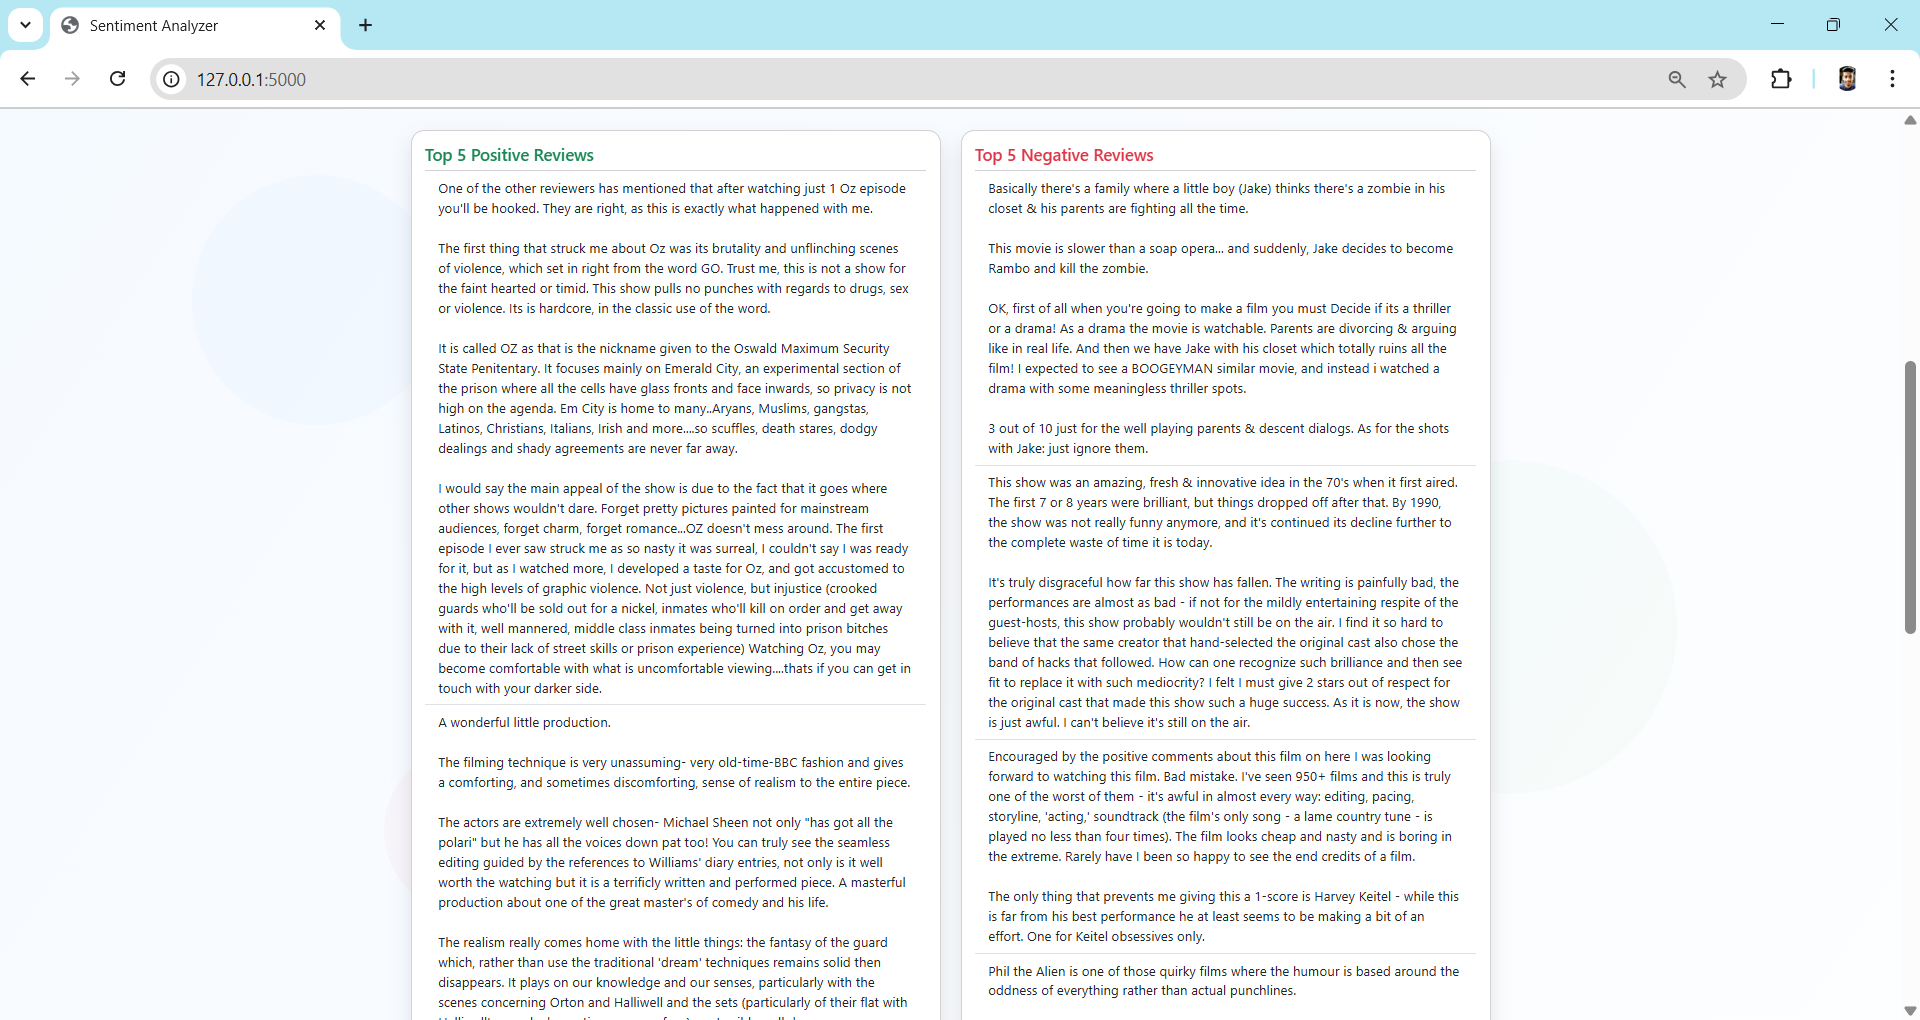 Sentiment Analyzer
127.0.0.1:5000
Top 5 Positive Reviews
One of the other reviewers has mentioned that after watching just 1 Oz episode
you'll be hooked. They are right, as this is exactly what happened with me.
The first thing that struck me about Oz was its brutality and unflinching scenes
of violence, which set in right from the word GO. Trust me, this is not a show for
the faint hearted or timid. This show pulls no punches with regards to drugs, sex
or violence. Its is hardcore, in the classic use of the word.
It is called OZ as that is the nickname given to the Oswald Maximum Security
State Penitentary. It focuses mainly on Emerald City, an experimental section of
the prison where all the cells have glass fronts and face inwards, so privacy is not
high on the agenda. Em City is home to many..Aryans, Muslims, gangstas,
Latinos, Christians, Italians, Irish and more....so scuffles, death stares, dodgy
dealings and shady agreements are never far away.
I would say the main appeal of the show is due to the fact that it goes where
other shows wouldn't dare. Forget pretty pictures painted for mainstream
audiences, forget charm, forget romance...OZ doesn't mess around. The first
episode I ever saw struck me as so nasty it was surreal, I couldn't say I was ready
for it, but as I watched more, I developed a taste for Oz, and got accustomed to
the high levels of graphic violence. Not just violence, but injustice (crooked
guards who'll be sold out for a nickel, inmates who'll kill on order and get away
with it, well mannered, middle class inmates being turned into prison bitches
due to their lack of street skills or prison experience) Watching Oz, you may
become comfortable with what is uncomfortable viewing....thats if you can get in
touch with your darker side.
A wonderful little production.
The filming technique is very unassuming- very old-time-BBC fashion and gives
a comforting, and sometimes discomforting, sense of realism to the entire piece.
The actors are extremely well chosen- Michael Sheen not only "has got all the
polari" but he has all the voices down pat too! You can truly see the seamless
editing guided by the references to Williams' diary entries, not only is it well
worth the watching but it is a terrificly written and performed piece. A masterful
production about one of the great master's of comedy and his life.
The realism really comes home with the little things: the fantasy of the guard
which, rather than use the traditional 'dream' techniques remains solid then
disappears. It plays on our knowledge and our senses, particularly with the
scenes concerning Orton and Halliwell and the sets (particularly of their flat with
Top 5 Negative Reviews
Basically there's a family where a little boy (Jake) thinks there's a zombie in his
closet & his parents are fighting all the time.
This movie is slower than a soap opera... and suddenly, Jake decides to become
Rambo and kill the zombie.
OK, first of all when you're going to make a film you must Decide if its a thriller
or a drama! As a drama the movie is watchable. Parents are divorcing & arguing
like in real life. And then we have Jake with his closet which totally ruins all the
film! I expected to see a BOOGEYMAN similar movie, and instead i watched a
drama with some meaningless thriller spots.
3 out of 10 just for the well playing parents & descent dialogs. As for the shots
with Jake: just ignore them.
This show was an amazing, fresh & innovative idea in the 70's when it first aired.
The first 7 or 8 years were brilliant, but things dropped off after that. By 1990,
the show was not really funny anymore, and it's continued its decline further to
the complete waste of time it is today.
It's truly disgraceful how far this show has fallen. The writing is painfully bad, the
performances are almost as bad - if not for the mildly entertaining respite of the
guest-hosts, this show probably wouldn't still be on the air. I find it so hard to
believe that the same creator that hand-selected the original cast also chose the
band of hacks that followed. How can one recognize such brilliance and then see
fit to replace it with such mediocrity? I felt I must give 2 stars out of respect for
the original cast that made this show such a huge success. As it is now, the show
is just awful. I can't believe it's still on the air.
Encouraged by the positive comments about this film on here I was looking
forward to watching this film. Bad mistake. I've seen 950+ films and this is truly
one of the worst of them - it's awful in almost every way: editing, pacing,
storyline, 'acting,' soundtrack (the film's only song - a lame country tune - is
played no less than four times). The film looks cheap and nasty and is boring in
the extreme. Rarely have I been so happy to see the end credits of a film.
The only thing that prevents me giving this a 1-score is Harvey Keitel - while this
is far from his best performance he at least seems to be making a bit of an
effort. One for Keitel obsessives only.
Phil the Alien is one of those quirky films where the humour is based around the
oddness of everything rather than actual punchlines.